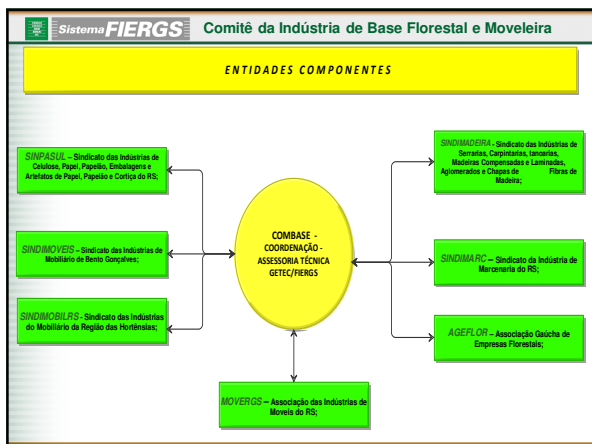 Sistema FIERGS Comitê da Indústria de Base Florestal e Moveleira
ENTIDADES COMPONENTES
SINPASUL – Sindicato das Indústrias de
Celulose, Papel, Papelão, Embalagens e
Artefatos de Papel, Papelão e Cortiça do RS;
SINDIMOVEIS – Sindicato das Indústrias de
Mobiliário de Bento Gonçalves;
SINDIMOBILRS - Sindicato das Indústrias
do Mobiliário da Região das Hortênsias;
COMBASE -
COORDENAÇÃO -
ASSESSORIA TÉCNICA
GETEC/FIERGS
SINDIMADEIRA - Sindicato das Indústrias de
Serrarias, Carpintarias, tanoarias,
Madeiras Compensadas e Laminadas,
Aglomerados e Chapas de Fibras de
Madeira;
SINDIMARC – Sindicato da Indústria de
Marcenaria do RS;
AGEFLOR – Associação Gaúcha de
Empresas Florestais;
MOVERGS – Associação das Indústrias de
Moveis do RS;